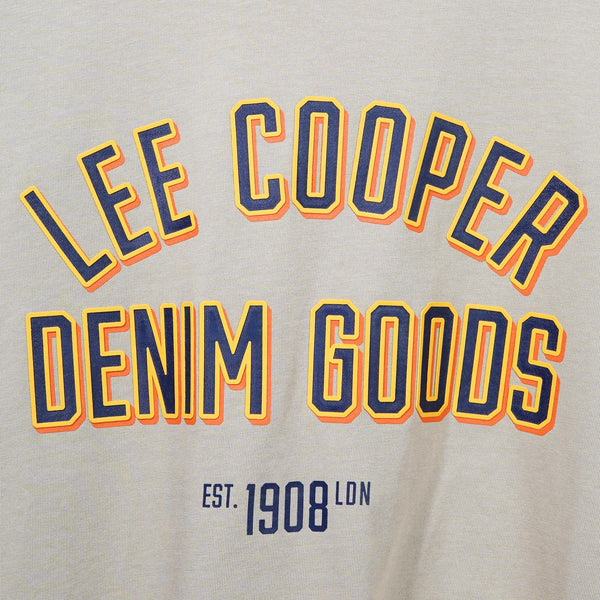 LEE COOPER
DENIM GOODS
EST. 1908 LDN